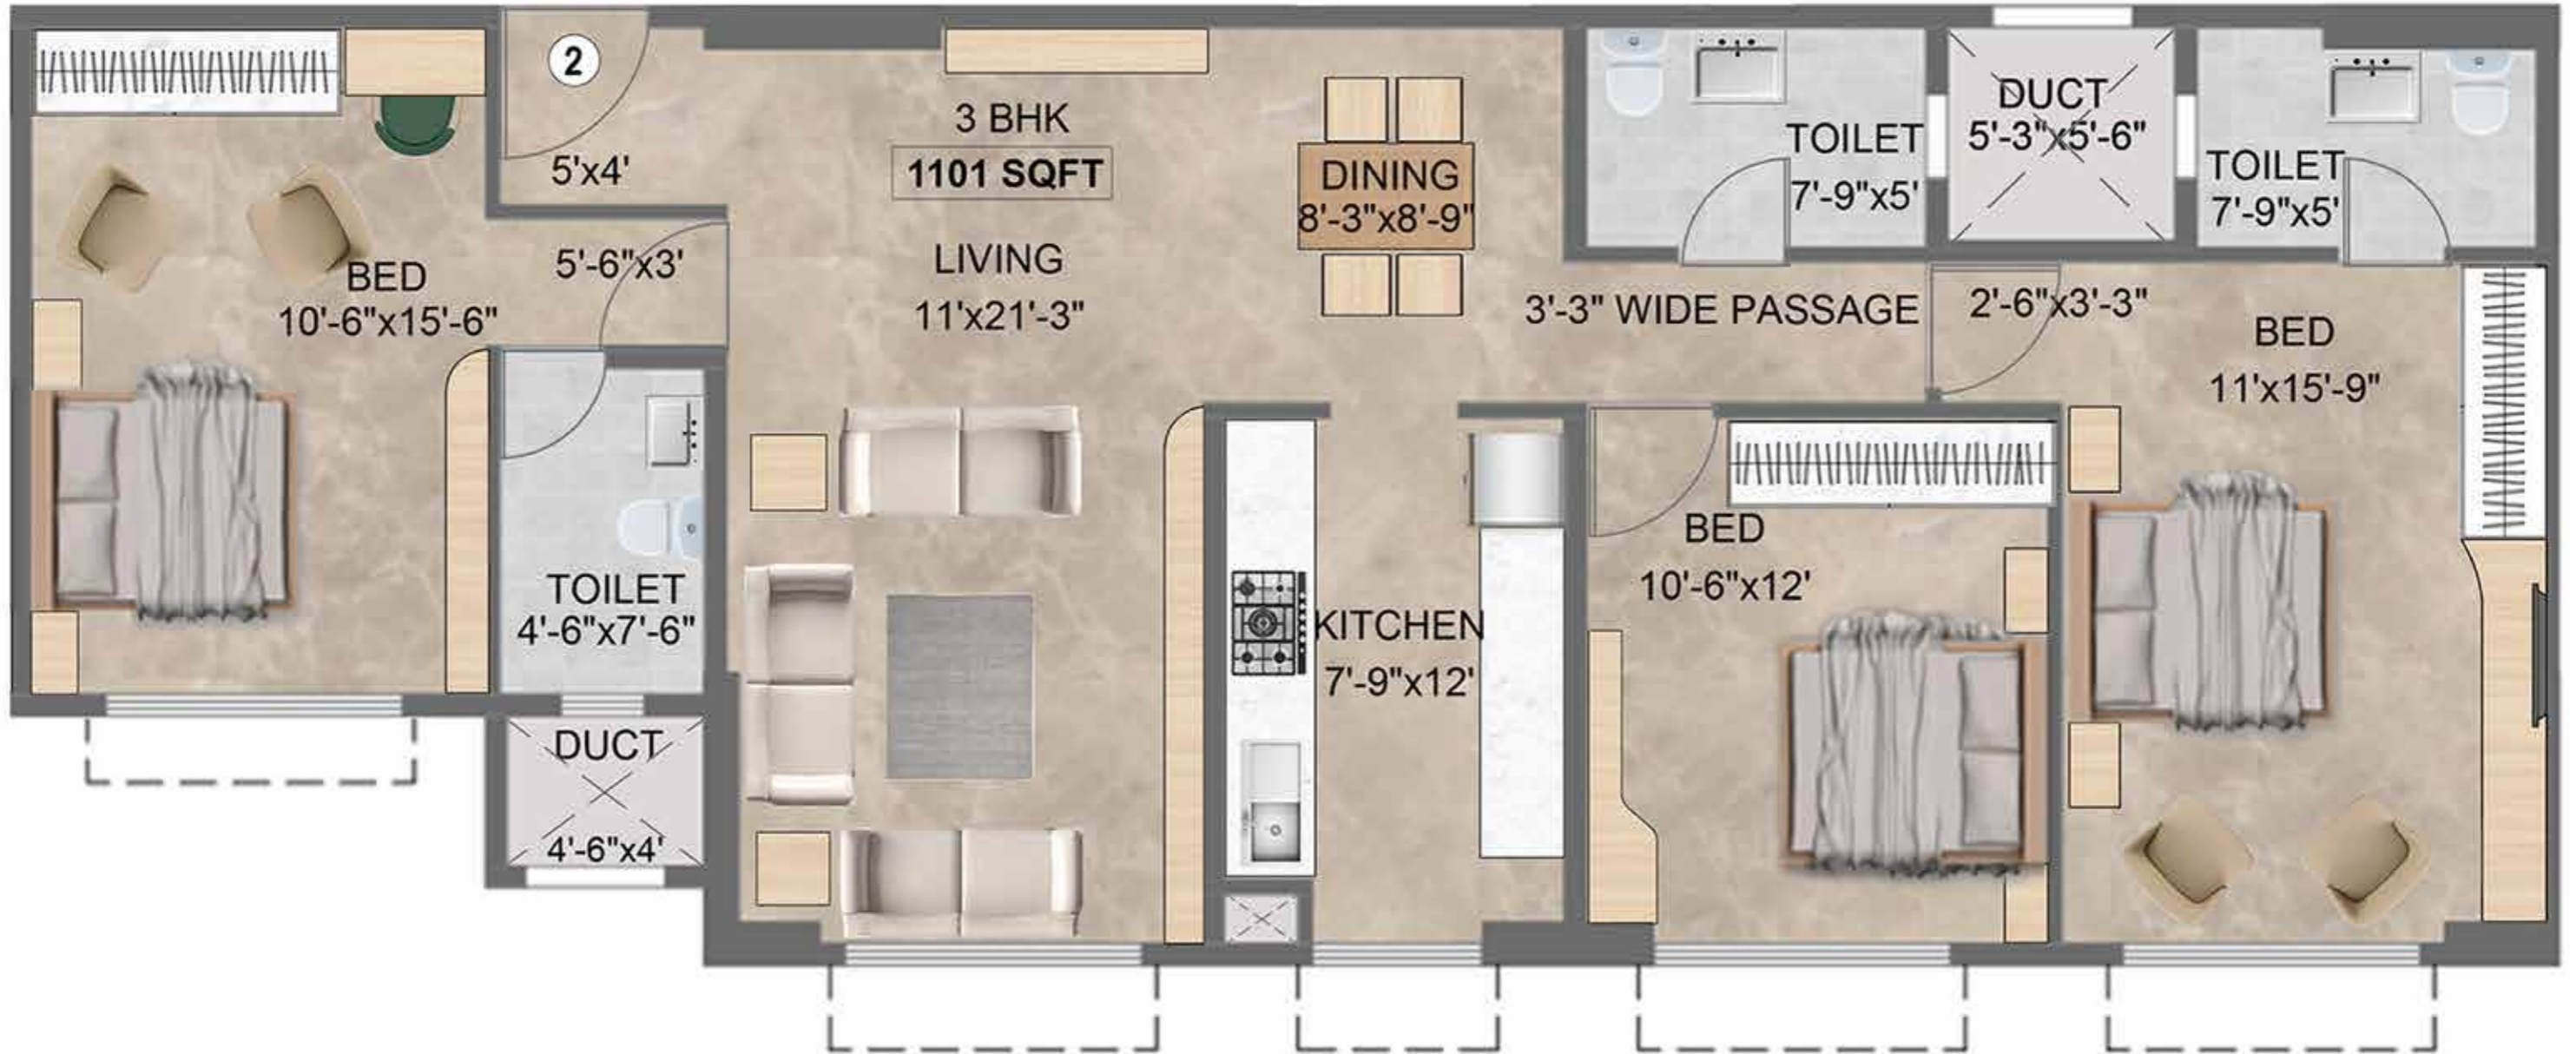 2
5'x4'
3 BHK
1101 SQFT
DINING
8'-3"x8'-9"
TOILET
7'-9"x5'
DUCT
5'-3"x5'-6"
TOILET
7'-9"x5'
BED
10'-6"x15'-6"
5'-6"x3'
LIVING
11'x21'-3"
3'-3" WIDE PASSAGE
2'-6"x3'-3"
BED
11'x15'-9"
TOILET
4'-6"x7'-6"
KITCHEN
7'-9"x12'
BED
10'-6"x12'
DUCT
4'-6"x4'